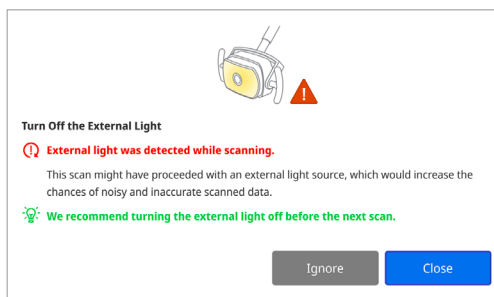 Turn Off the External Light
External light was detected while scanning.
This scan might have proceeded with an external light source, which would increase the
chances of noisy and inaccurate scanned data.
We recommend turning the external light off before the next scan.
Ignore
Close